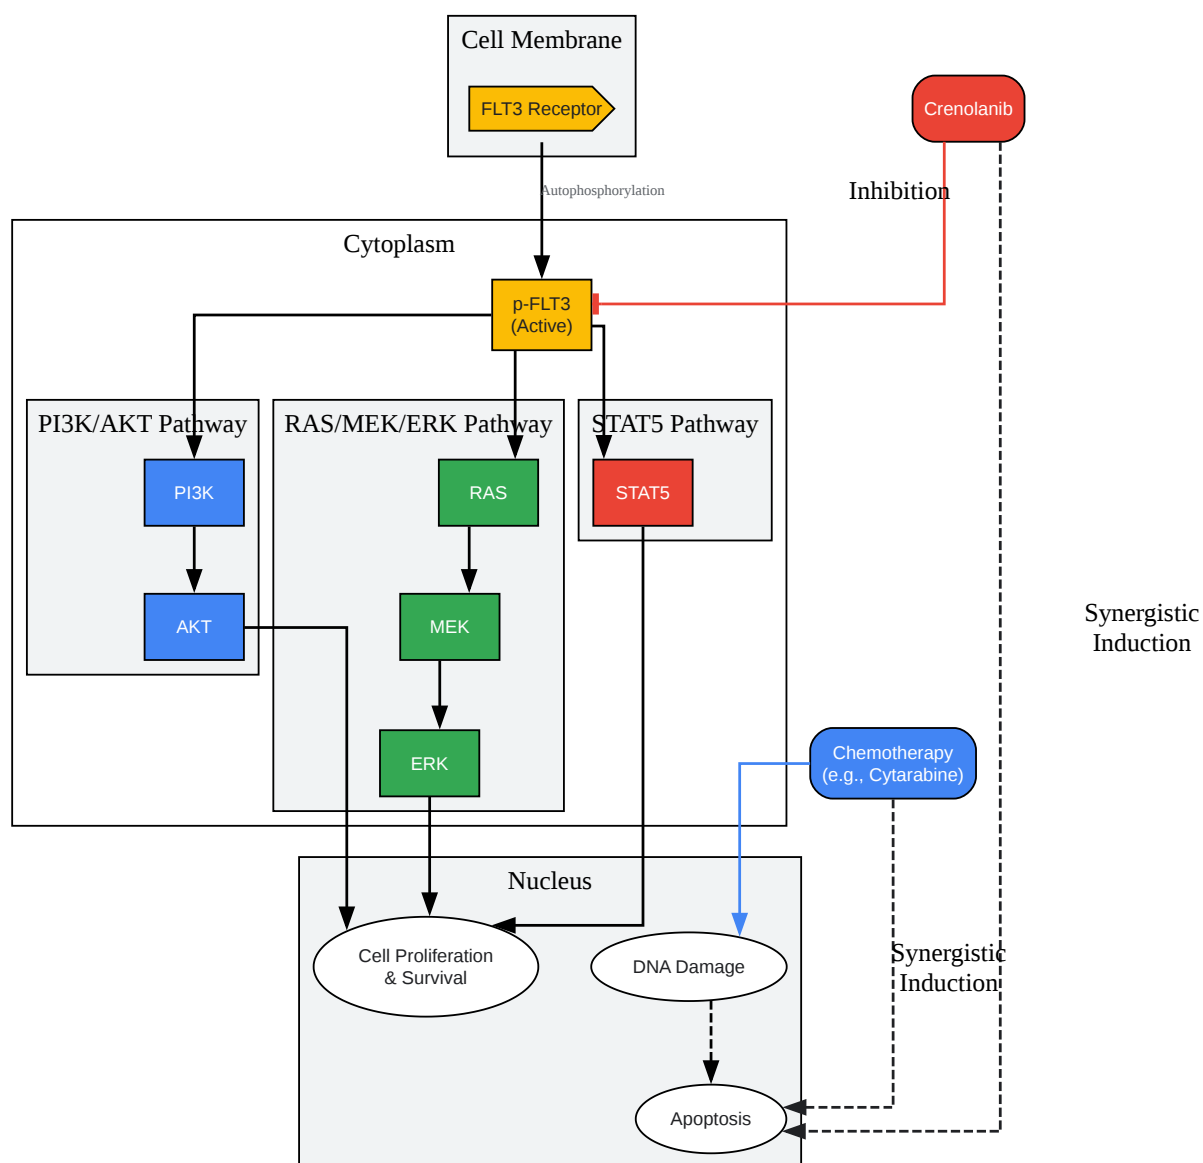 Cell Membrane
FLT3 Receptor
Crenolanib
Autophosphorylation
Inhibition
Cytoplasm
p-FLT3
(Active)
PI3K/AKT Pathway
RAS/MEK/ERK Pathway
STAT5 Pathway
PI3K
RAS
STAT5
AKT
MEK
Synergistic
Induction
ERK
Chemotherapy
(e.g., Cytarabine)
Nucleus
Cell Proliferation
& Survival
DNA Damage
Synergistic
Induction
Apoptosis